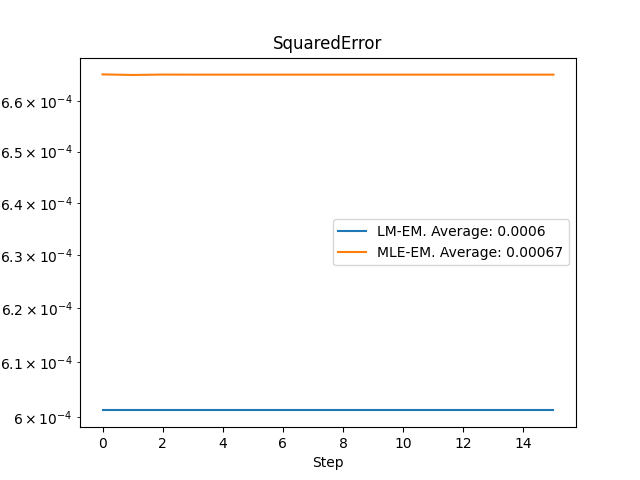 SquaredError
6.6 × 10⁻⁴
6.5 × 10⁻⁴
6.4 × 10⁻⁴
6.3 × 10⁻⁴
6.2 × 10⁻⁴
6.1 × 10⁻⁴
6 × 10⁻⁴
LM-EM. Average: 0.0006
MLE-EM. Average: 0.00067
0 2 4 6 8 10 12 14
Step